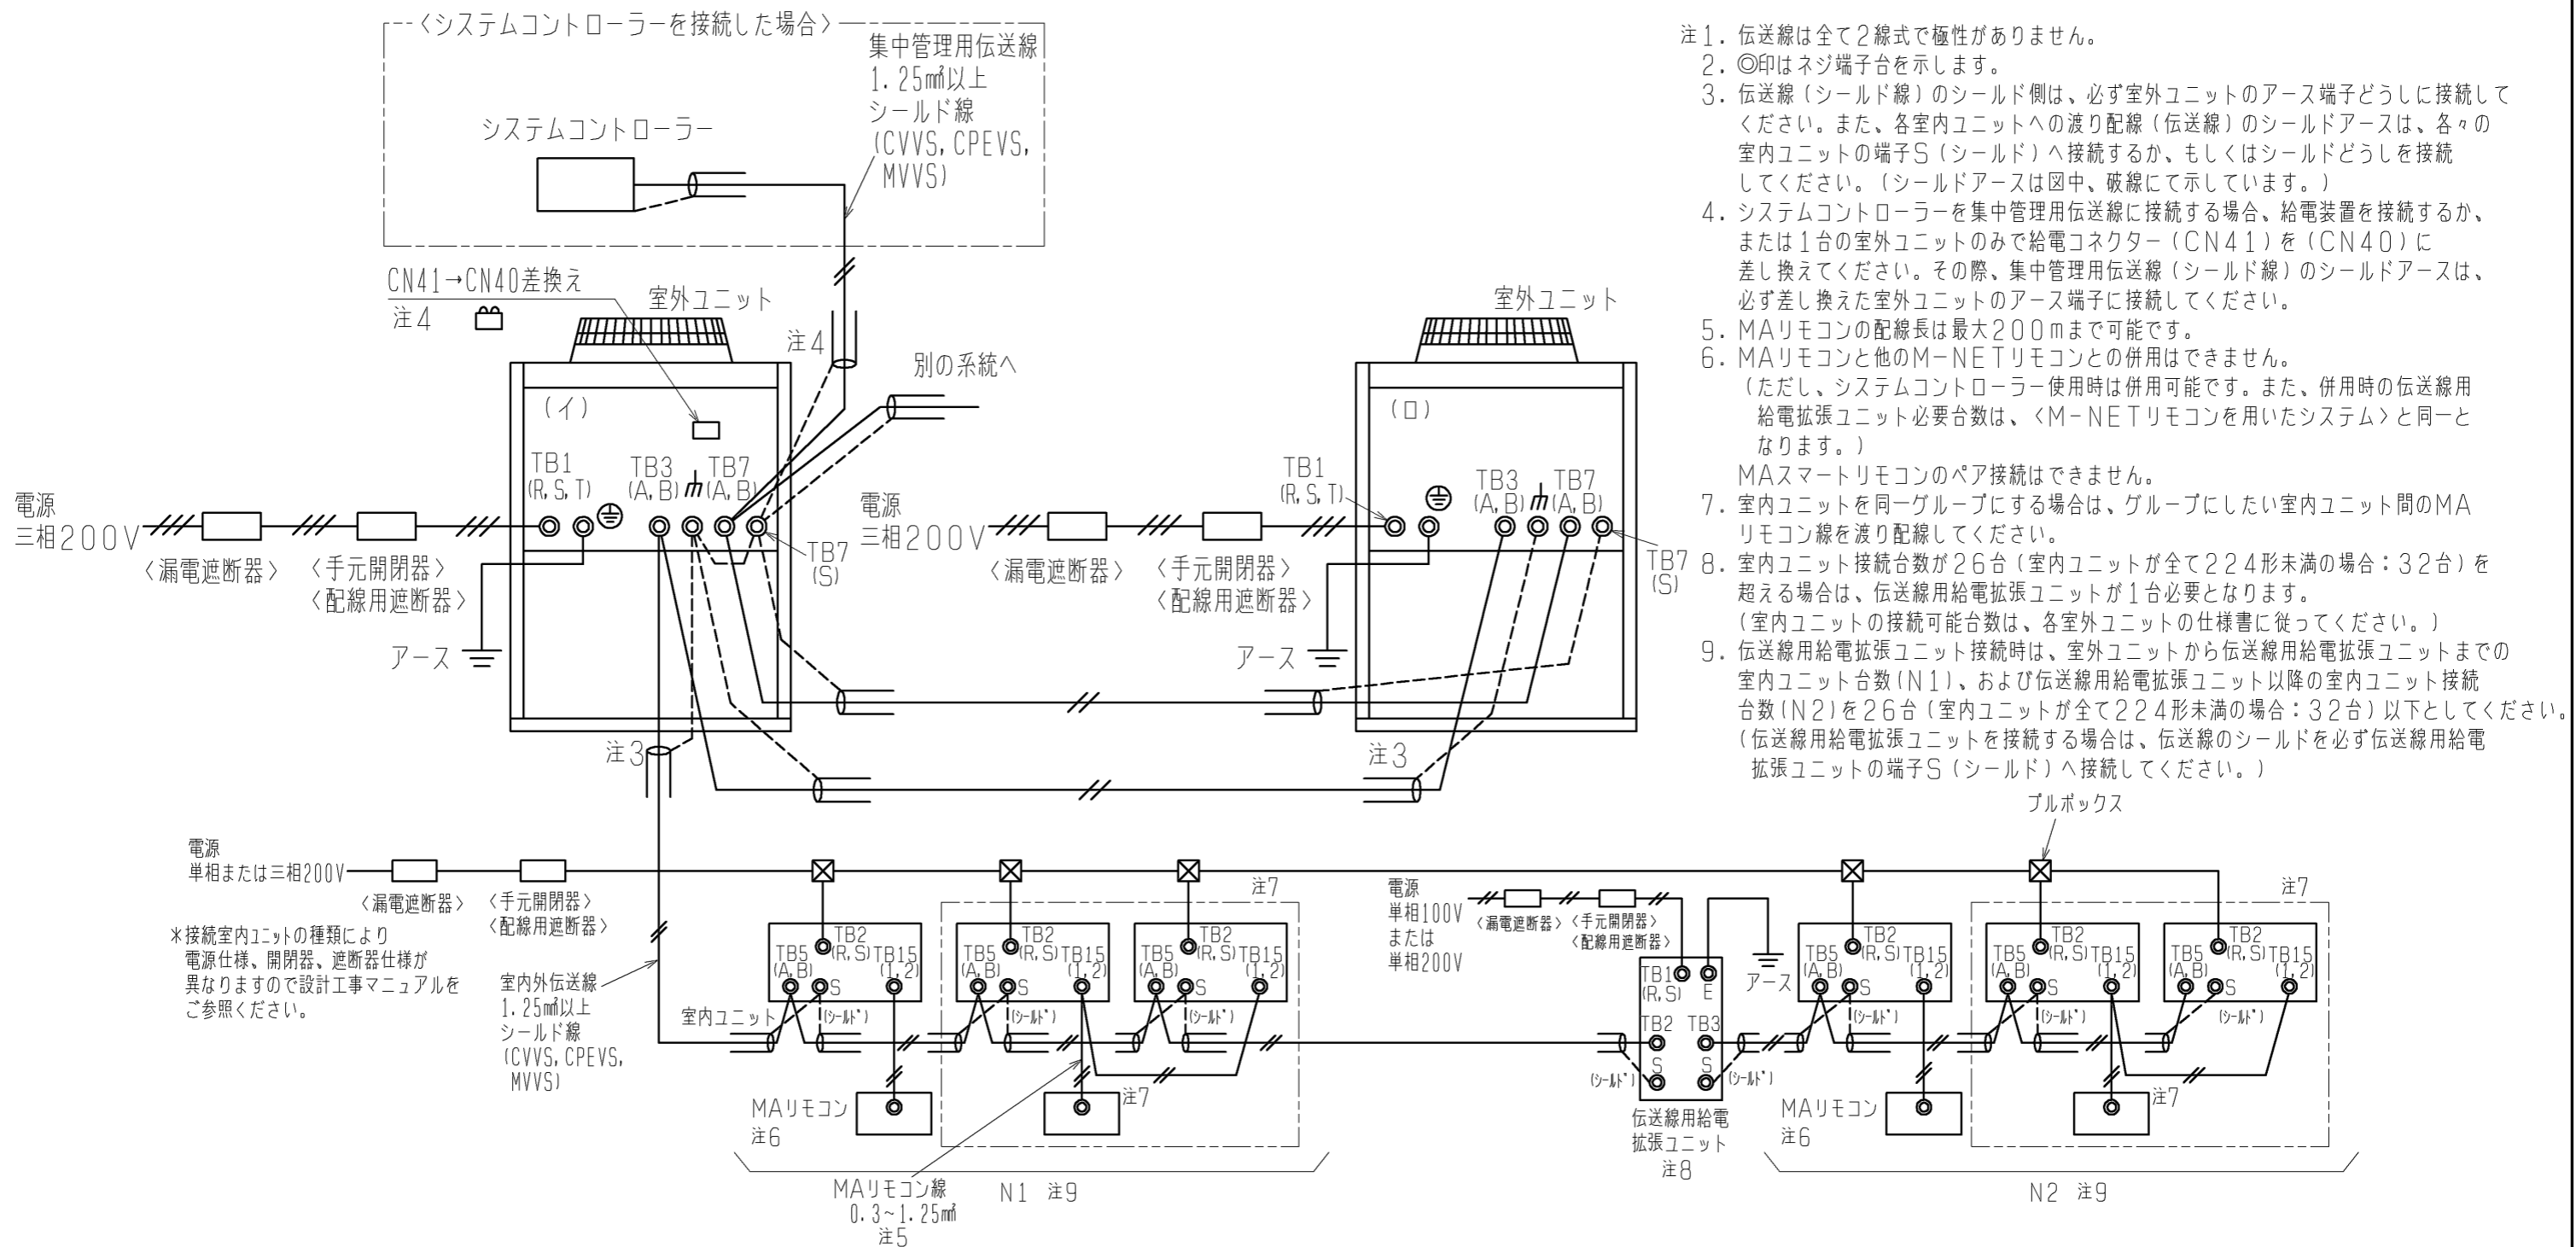 〈システムコントローラーを接続した場合〉
集中管理用伝送線
1.25㎟以上
シールド線
(CVVS,CPEVS,
MVVS)
システムコントローラー
CN41→CN40差換え
注4
室外ユニット
注4
別の系統へ
(イ)
TB1
(R,S,T)
TB3
(A,B)
TB7
(A,B)
電源
三相200V
〈漏電遮断器〉
〈手元開閉器〉
〈配線用遮断器〉
TB7
(S)
アース
注3
室外ユニット
(ロ)
TB1
(R,S,T)
TB3
(A,B)
TB7
(A,B)
電源
三相200V
〈漏電遮断器〉
〈手元開閉器〉
〈配線用遮断器〉
TB7
(S)
アース
注3
注1.伝送線は全て2線式で極性がありません。
2.◎印はネジ端子台を示します。
3.伝送線(シールド線)のシールド側は、必ず室外ユニットのアース端子どうしに接続して
ください。また、各室内ユニットへの渡り配線(伝送線)のシールドアースは、各々の
室内ユニットの端子S(シールド)へ接続するか、もしくはシールドどうしを接続
してください。(シールドアースは図中、破線にて示しています。)
4.システムコントローラーを集中管理用伝送線に接続する場合、給電装置を接続するか、
または1台の室外ユニットのみで給電コネクター(CN41)を(CN40)に
差し換えてください。その際、集中管理用伝送線(シールド線)のシールドアースは、
必ず差し換えた室外ユニットのアース端子に接続してください。
5.MAリモコンの配線長は最大200mまで可能です。
6.MAリモコンと他のM-NETリモコンとの併用はできません。
(ただし、システムコントローラー使用時は併用可能です。また、併用時の伝送線用
給電拡張ユニット必要台数は、〈M-NETリモコンを用いたシステム〉と同一と
なります。)
MAスマートリモコンのペア接続はできません。
7.室内ユニットを同一グループにする場合は、グループにしたい室内ユニット間のMA
リモコン線を渡り配線してください。
8.室内ユニット接続台数が26台(室内ユニットが全て224形未満の場合:32台)を
超える場合は、伝送線用給電拡張ユニットが1台必要となります。
(室内ユニットの接続可能台数は、各室外ユニットの仕様書に従ってください。)
9.伝送線用給電拡張ユニット接続時は、室外ユニットから伝送線用給電拡張ユニットまでの
室内ユニット台数(N1)、および伝送線用給電拡張ユニット以降の室内ユニット接続
台数(N2)を26台(室内ユニットが全て224形未満の場合:32台)以下としてください。
(伝送線用給電拡張ユニットを接続する場合は、伝送線のシールドを必ず伝送線用給電
拡張ユニットの端子S(シールド)へ接続してください。)
プルボックス
電源
単相または三相200V
〈漏電遮断器〉
〈手元開閉器〉
〈配線用遮断器〉
*接続室内ユニットの種類により
電源仕様、開閉器、遮断器仕様が
異なりますので設計工事マニュアルを
ご参照ください。
室内外伝送線
1.25㎟以上
シールド線
(CVVS,CPEVS,
MVVS)
室内ユニット
TB5
(A,B)
TB2
(R,S)
TB15
(1,2)
S
(シールド)
TB5
(A,B)
TB2
(R,S)
TB15
(1,2)
S
(シールド)
TB5
(A,B)
TB2
(R,S)
TB15
(1,2)
S
(シールド)
注7
MAリモコン
注6
注7
MAリモコン線
0.3~1.25㎟
注5
N1 注9
電源
単相100V
または
単相200V
〈漏電遮断器〉
〈手元開閉器〉
〈配線用遮断器〉
アース
TB1
(R,S)
E
TB2
TB3
S
S
(シールド)
(シールド)
伝送線用給電
拡張ユニット
注8
TB5
(A,B)
TB2
(R,S)
TB15
(1,2)
S
(シールド)
TB5
(A,B)
TB2
(R,S)
TB15
(1,2)
S
(シールド)
TB5
(A,B)
TB2
(R,S)
TB15
(1,2)
S
(シールド)
注7
MAリモコン
注6
注7
N2 注9